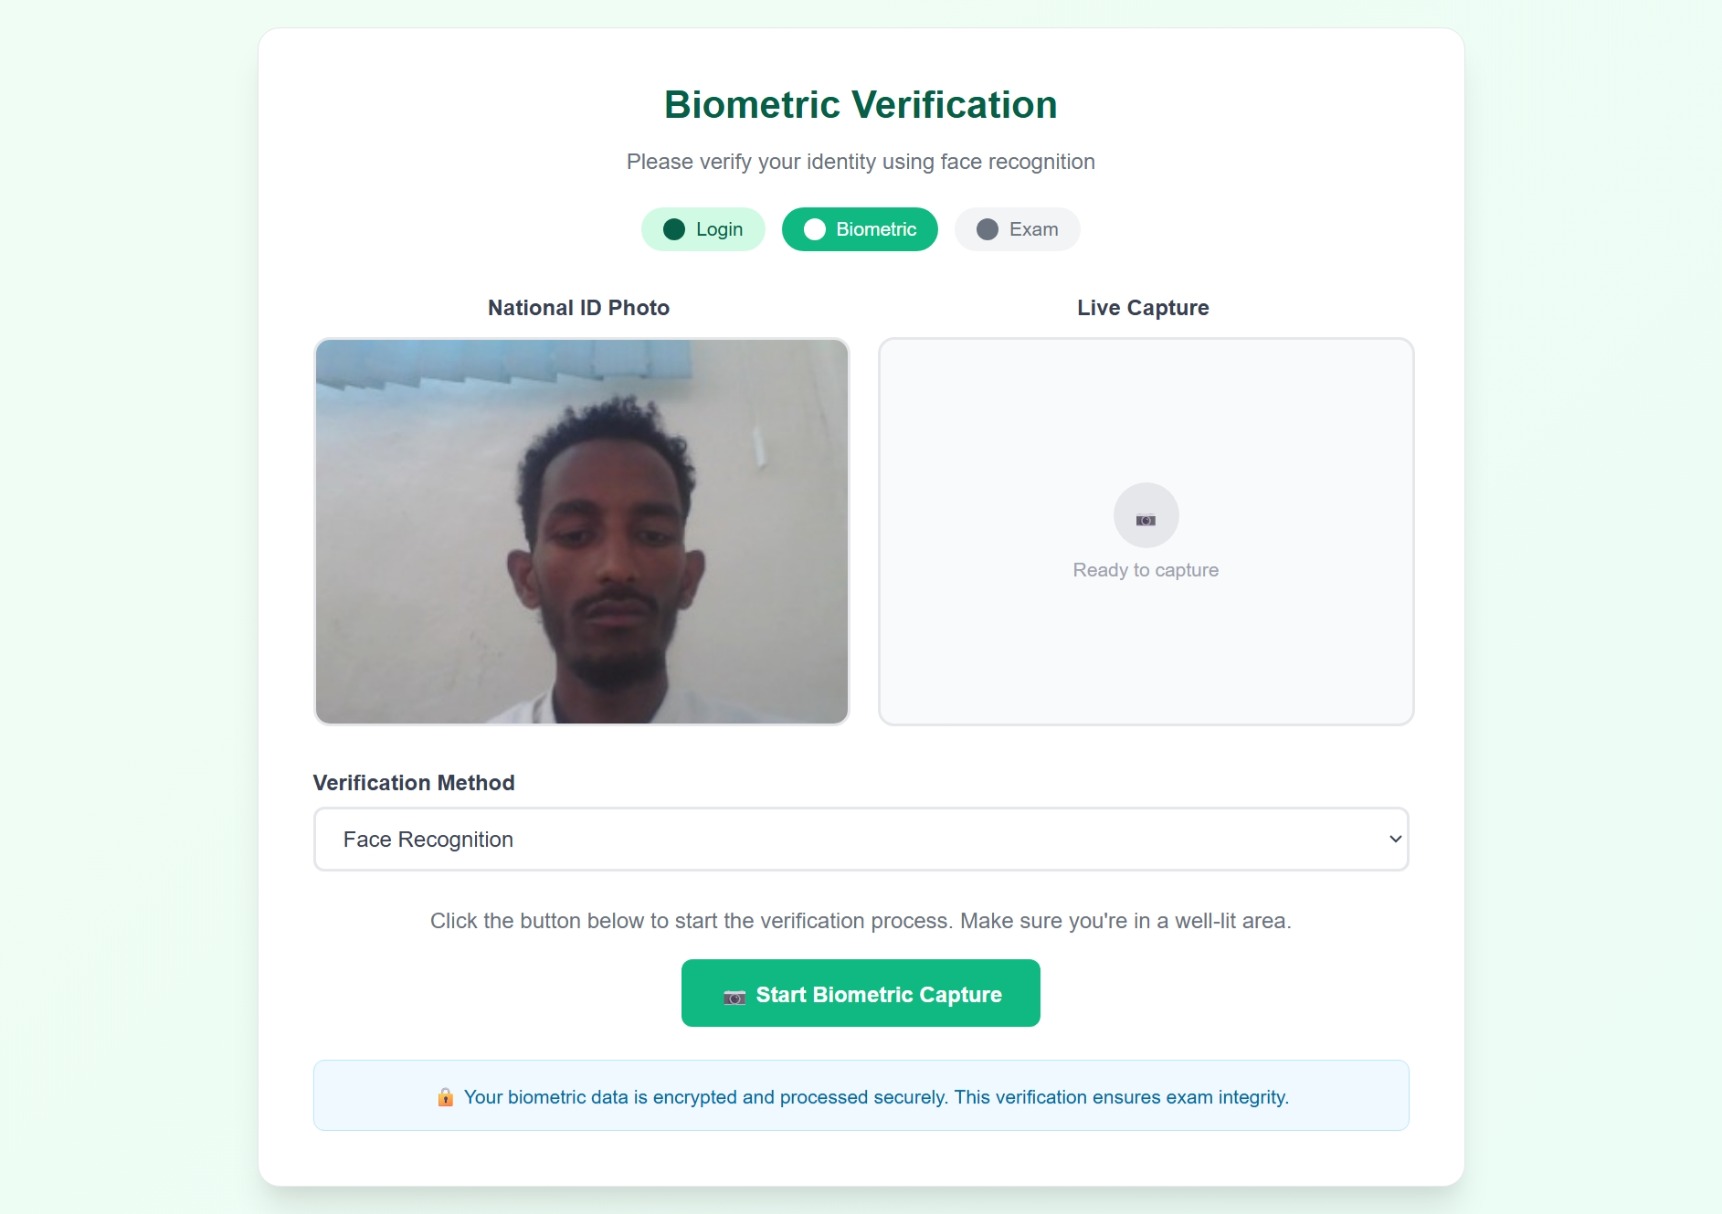 Biometric Verification
Please verify your identity using face recognition
Login
Biometric
Exam
National ID Photo
Live Capture
Ready to capture
Verification Method
Face Recognition
Click the button below to start the verification process. Make sure you're in a well-lit area.
Start Biometric Capture
Your biometric data is encrypted and processed securely. This verification ensures exam integrity.